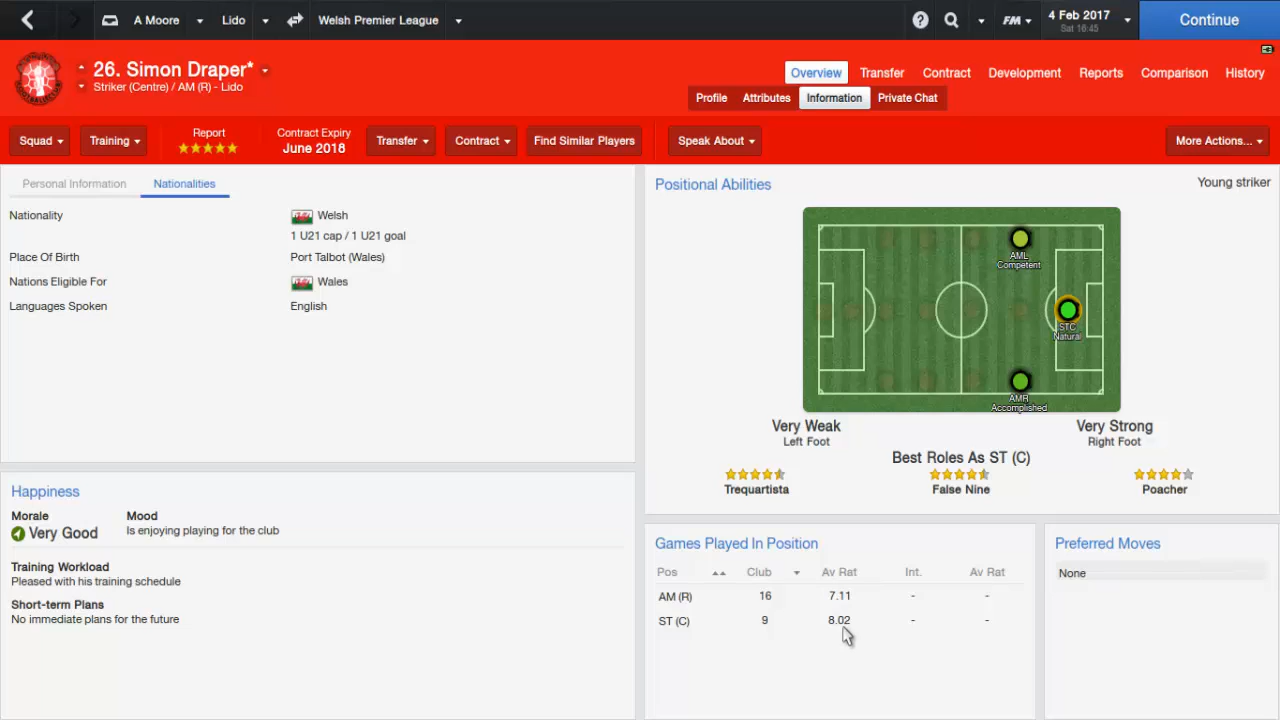 A Moore
Lido
Welsh Premier League
FM
4 Feb 2017
Sat 16:45
Continue
26. Simon Draper*
Striker (Centre) / AM (R) - Lido
Overview
Transfer
Contract
Development
Reports
Comparison
History
Profile
Attributes
Information
Private Chat
Squad
Training
Report
Contract Expiry
June 2018
Transfer
Contract
Find Similar Players
Speak About
More Actions...
Personal Information
Nationalities
Nationality
Welsh
1 U21 cap / 1 U21 goal
Place Of Birth
Port Talbot (Wales)
Nations Eligible For
Wales
Languages Spoken
English
Happiness
Morale
Very Good
Mood
Is enjoying playing for the club
Training Workload
Pleased with his training schedule
Short-term Plans
No immediate plans for the future
Positional Abilities
Young striker
AML
Competent
STC
Natural
AMR
Accomplished
Very Weak
Left Foot
Very Strong
Right Foot
Best Roles As ST (C)
Trequartista
False Nine
Poacher
Games Played In Position
Pos Club Av Rat Int. Av Rat
AM (R) 16 7.11 - -
ST (C) 9 8.02 - -
Preferred Moves
None